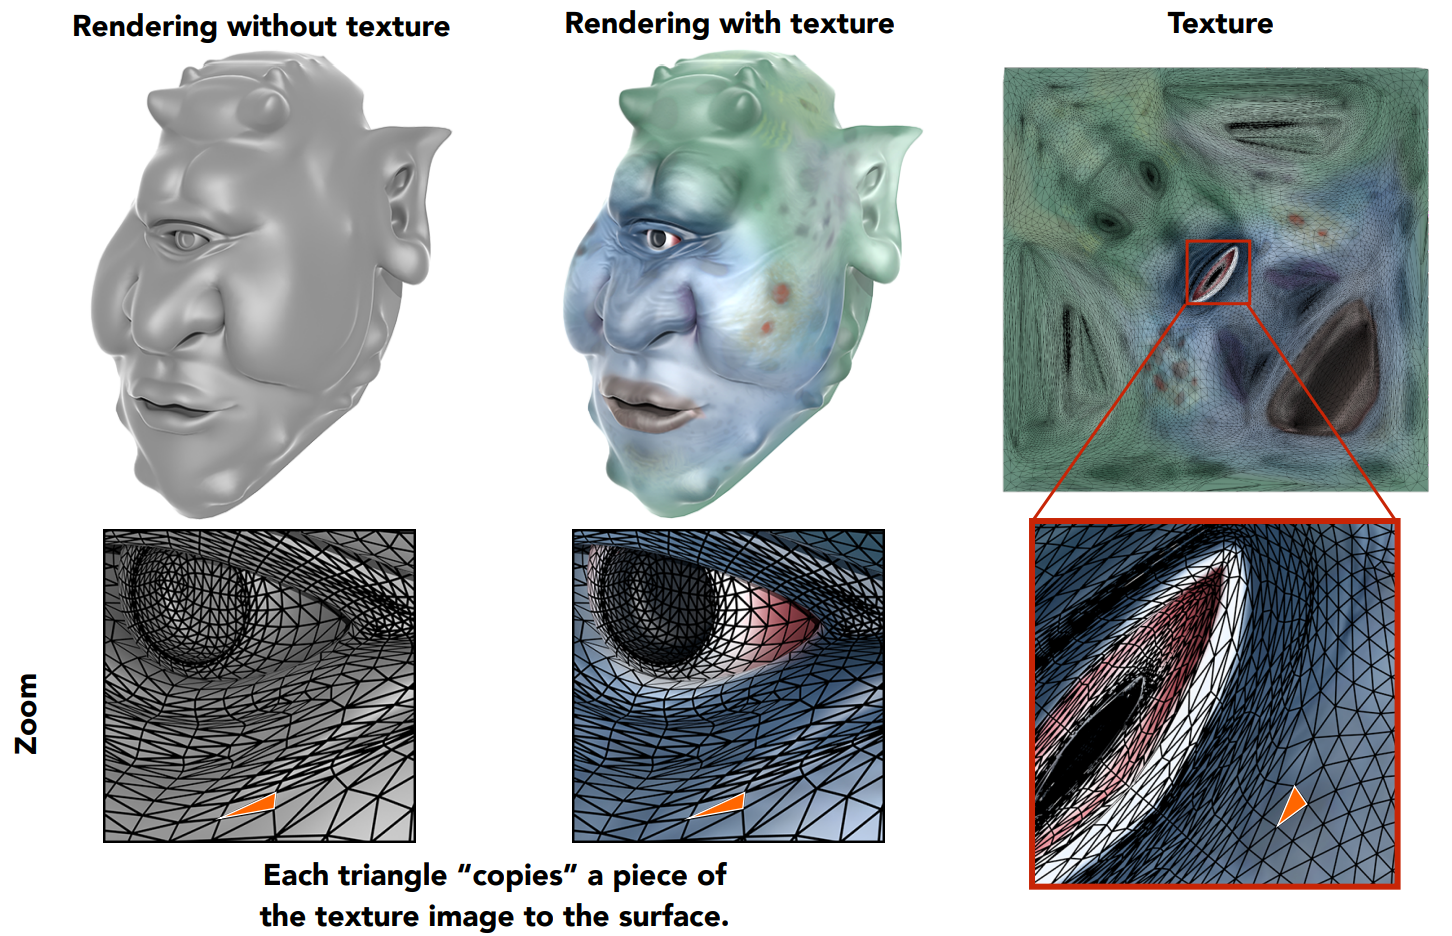 Rendering without texture
Rendering with texture
Texture
Zoom
Each triangle “copies” a piece of
the texture image to the surface.